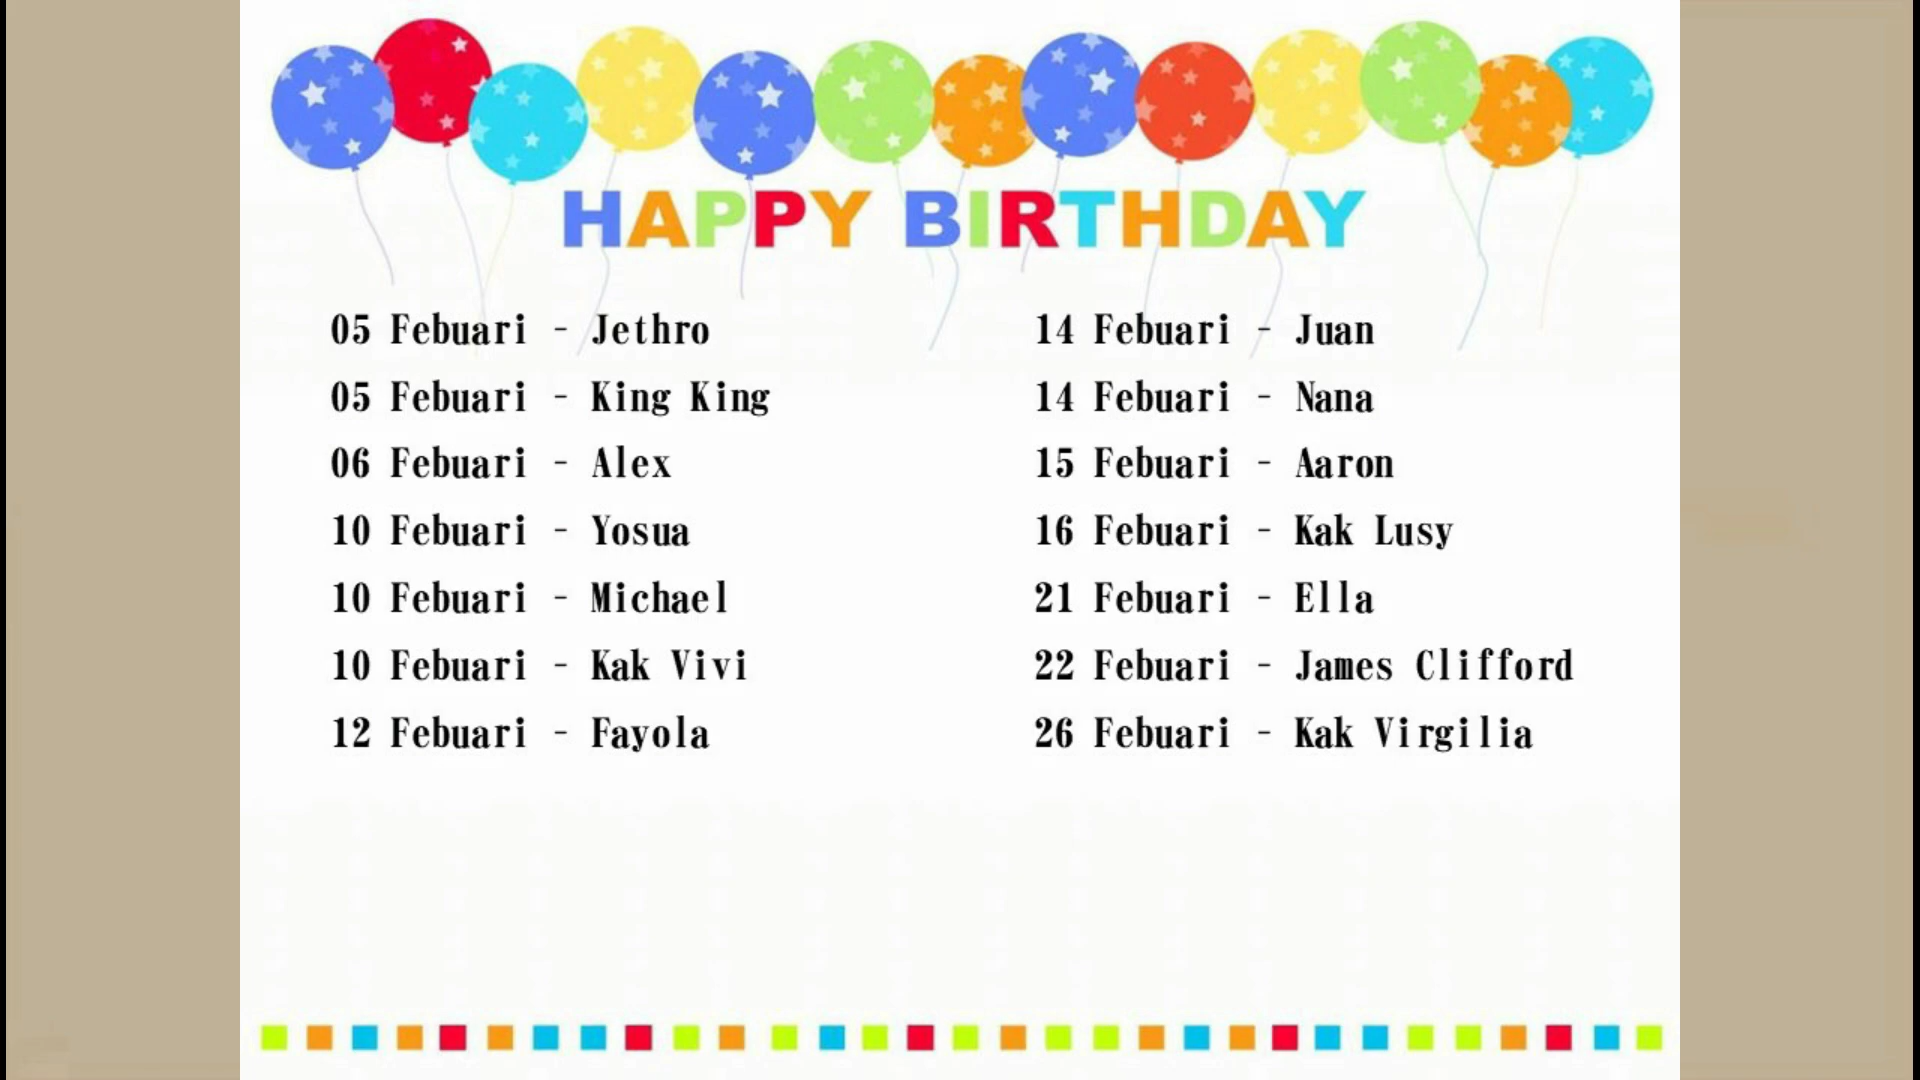 HAPPY BIRTHDAY
05 Febuari - Jethro
05 Febuari - King King
06 Febuari - Alex
10 Febuari - Yosua
10 Febuari - Michael
10 Febuari - Kak Vivi
12 Febuari - Fayola
14 Febuari - Juan
14 Febuari - Nana
15 Febuari - Aaron
16 Febuari - Kak Lusy
21 Febuari - Ella
22 Febuari - James Clifford
26 Febuari - Kak Virgilia